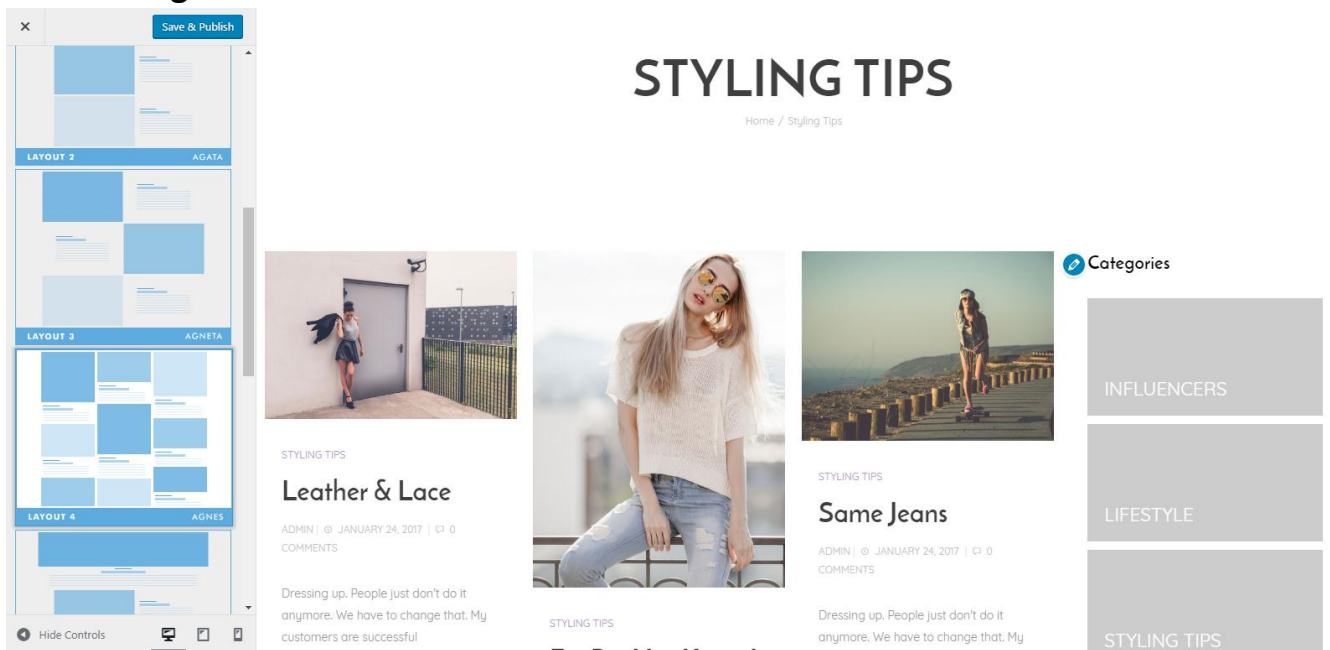 Save & Publish
LAYOUT 2 AGATA
LAYOUT 3 AGNETA
LAYOUT 4 AGNES
Hide Controls
STYLING TIPS
Home / Styling Tips
STYLING TIPS
Leather & Lace
ADMIN | JANUARY 24, 2017 | 0
COMMENTS
Dressing up. People just don't do it
anymore. We have to change that. My
customers are successful
STYLING TIPS
STYLING TIPS
Same Jeans
ADMIN | JANUARY 24, 2017 | 0
COMMENTS
Dressing up. People just don't do it
anymore. We have to change that. My
Categories
INFLUENCERS
LIFESTYLE
STYLING TIPS